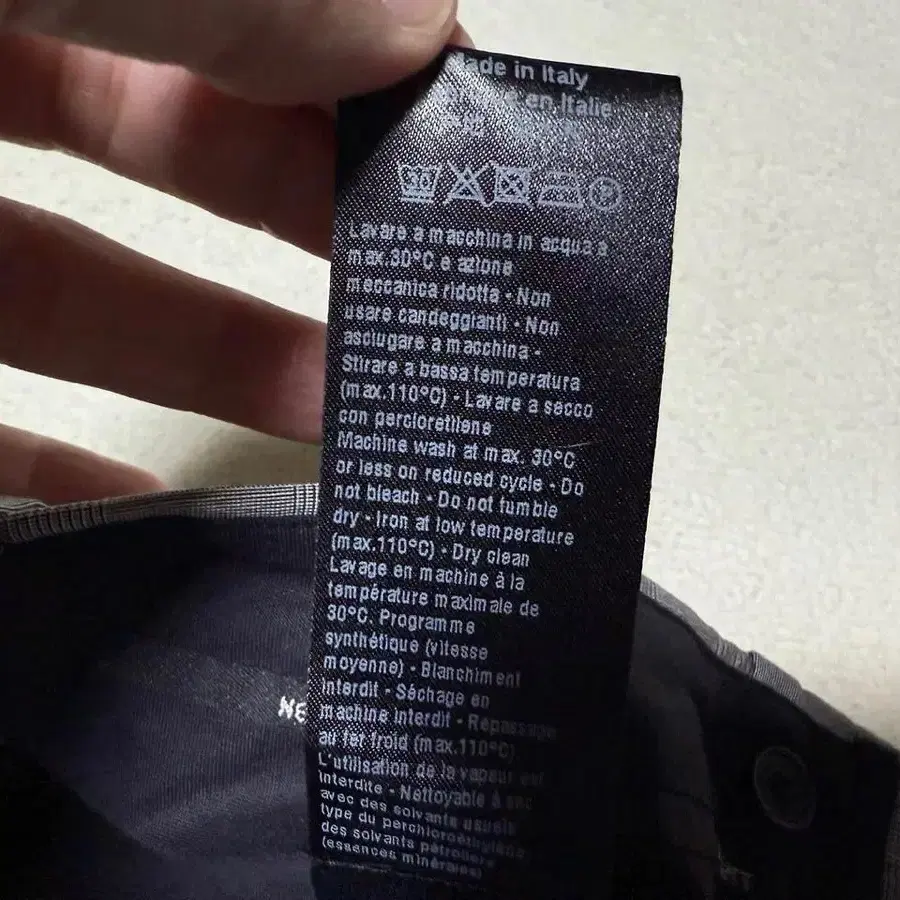 Made in Italy
en Italie
30
Lavare a macchina in acqua a
max.30°C e azione
meccanica ridotta - Non
usare candeggianti - Non
asciugare a macchina -
Stirare a bassa temperatura
(max.110°C) - Lavare a secco
con percloretilene
Machine wash at max. 30°C
or less on reduced cycle - Do
not bleach - Do not tumble
dry - Iron at low temperature
(max.110°C) - Dry clean
Lavage en machine à la
température maximale de
30°C. Programme
synthétique (vitesse
moyenne) - Blanchiment
interdit - Séchage en
machine interdit - Repassage
au fer froid (max.110°C).
L'utilisation de la vapeur est
interdite - Nettoyable à sec
avec des solvants usuels
type du perchloroéthylène
des solvants pétroliers
(essences minérales)
NE